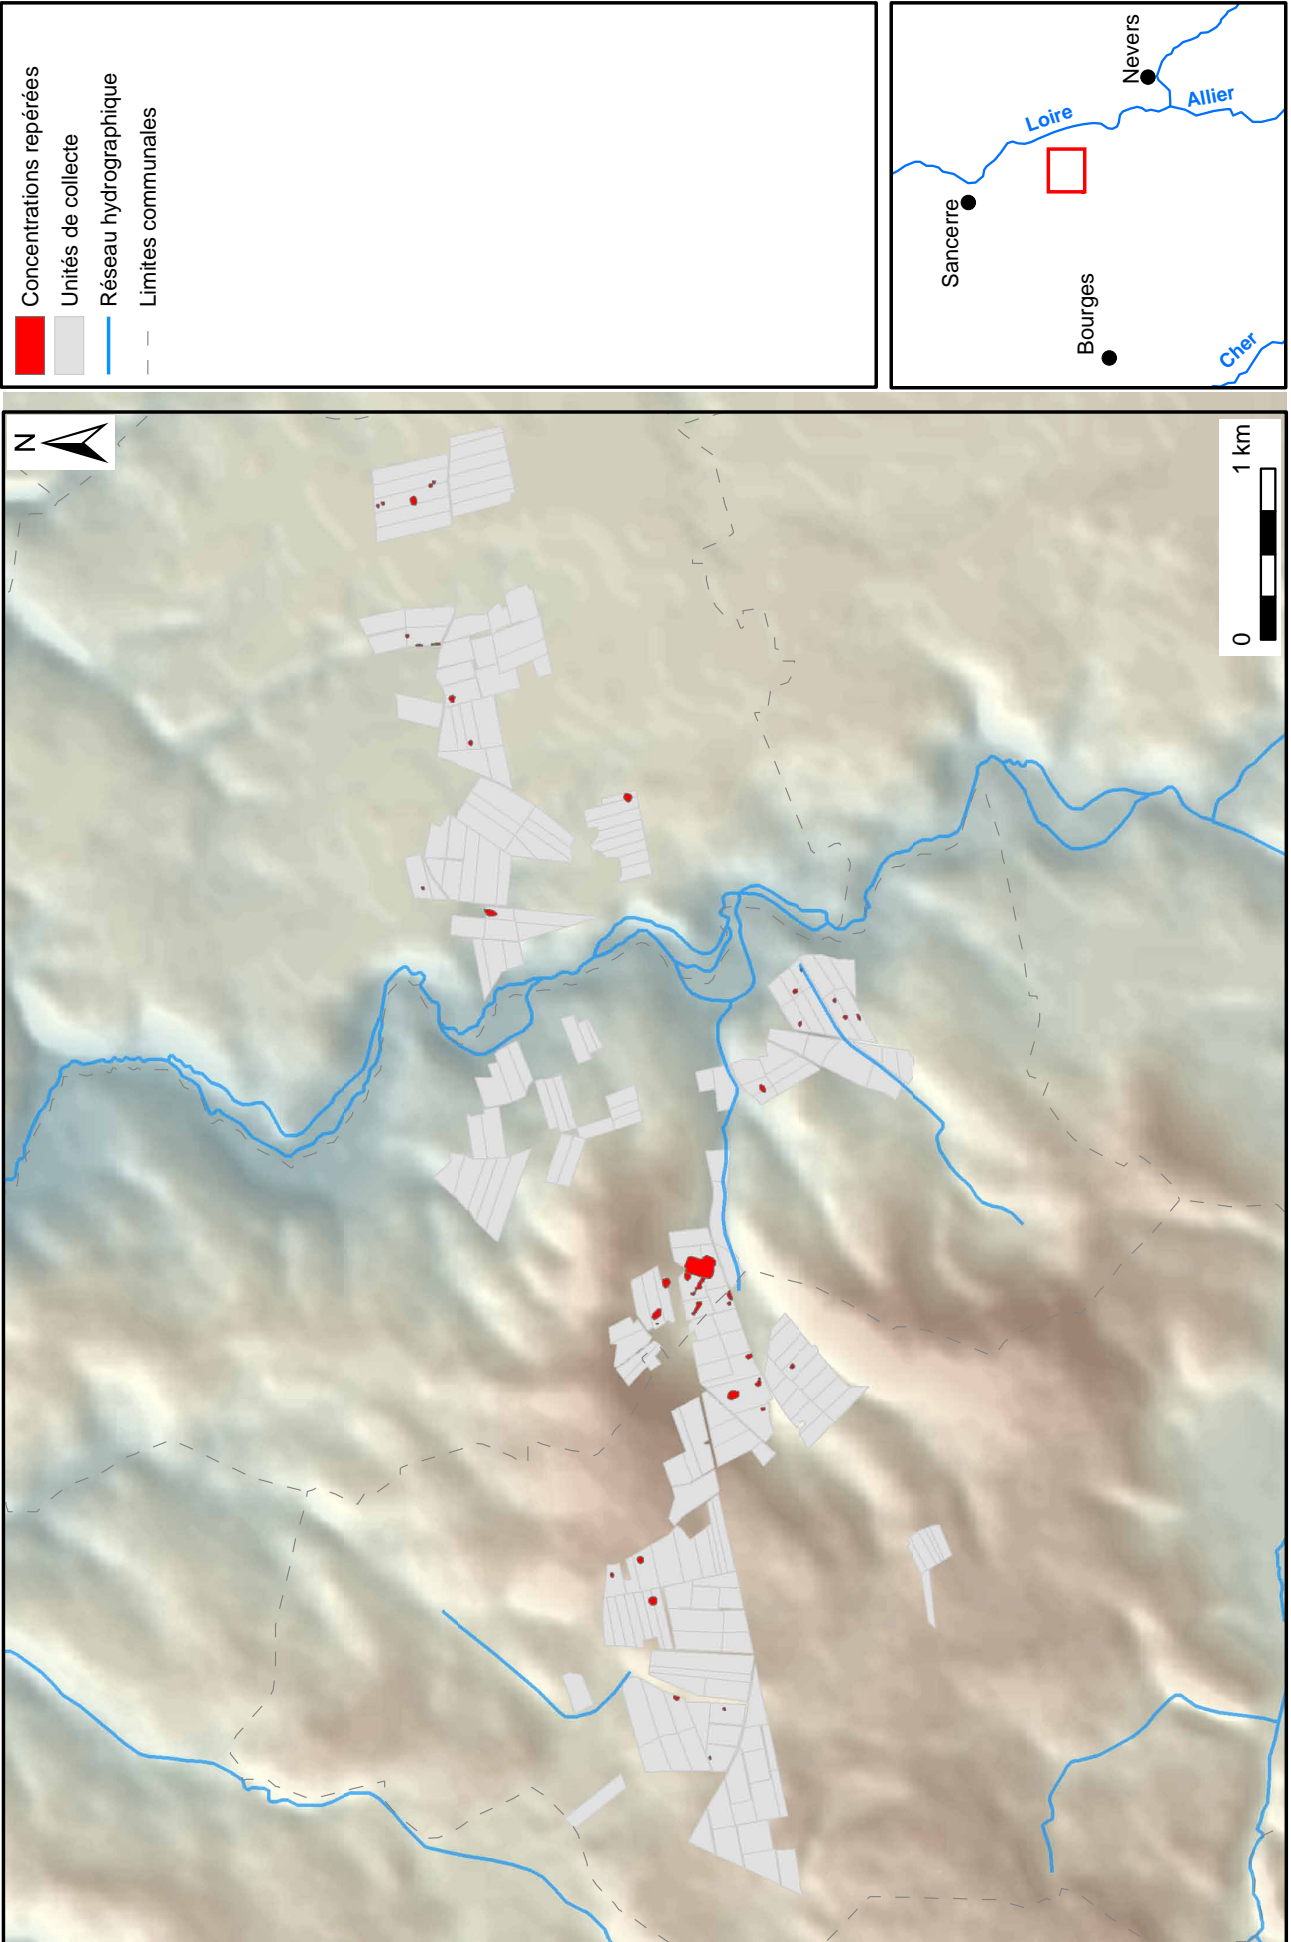 Concentrations repérées
Unités de collecte
Réseau hydrographique
Limites communales
Sancerre
Loire
Nevers
Allier
Bourges
Cher
N
0 1 km